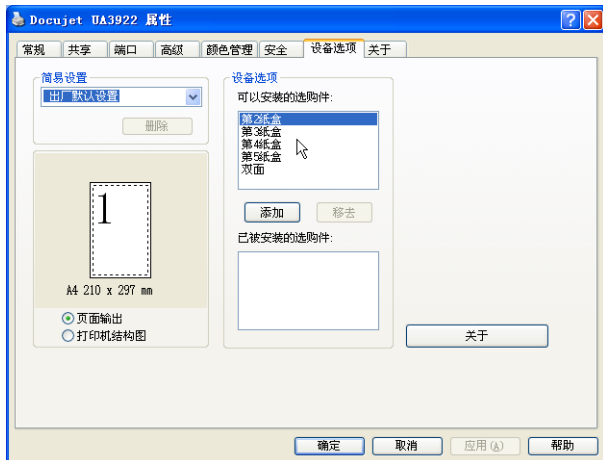 Docujet UA3922 属性
常规 共享 端口 高级 颜色管理 安全 设备选项 关于
简易设置
出厂默认设置
删除
1
A4 210 x 297 mm
页面输出
打印机结构图
设备选项
可以安装的选购件:
第2纸盒
第3纸盒
第4纸盒
第5纸盒
双面
添加 移去
已被安装的选购件:
关于
确定 取消 应用(A) 帮助